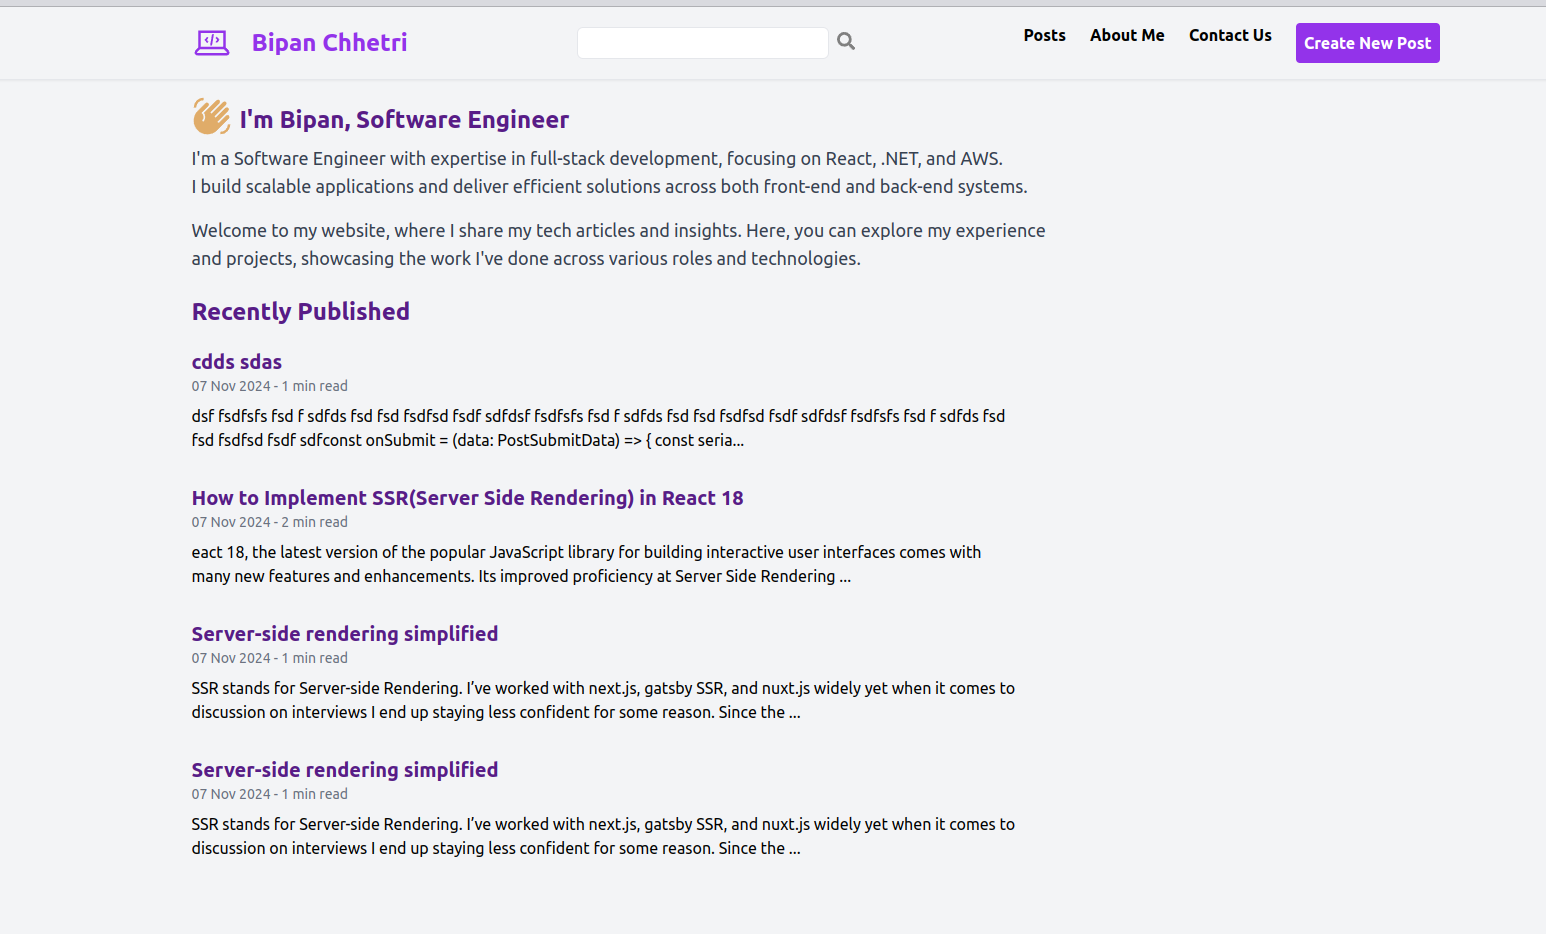 Bipan Chhetri
Posts About Me Contact Us Create New Post
I'm Bipan, Software Engineer
I'm a Software Engineer with expertise in full-stack development, focusing on React, .NET, and AWS.
I build scalable applications and deliver efficient solutions across both front-end and back-end systems.
Welcome to my website, where I share my tech articles and insights. Here, you can explore my experience
and projects, showcasing the work I've done across various roles and technologies.
Recently Published
cdds sdas
07 Nov 2024 - 1 min read
dsf fsdfsfs fsd f sdfds fsd fsd fsdfsd fsdf sdfdsf fsdfsfs fsd f sdfds fsd fsd fsdfsd fsdf sdfdsf fsdfsfs fsd f sdfds fsd
fsd fsdfsd fsdf sdfconst onSubmit = (data: PostSubmitData) => { const seria...
How to Implement SSR(Server Side Rendering) in React 18
07 Nov 2024 - 2 min read
eact 18, the latest version of the popular JavaScript library for building interactive user interfaces comes with
many new features and enhancements. Its improved proficiency at Server Side Rendering ...
Server-side rendering simplified
07 Nov 2024 - 1 min read
SSR stands for Server-side Rendering. I’ve worked with next.js, gatsby SSR, and nuxt.js widely yet when it comes to
discussion on interviews I end up staying less confident for some reason. Since the ...
Server-side rendering simplified
07 Nov 2024 - 1 min read
SSR stands for Server-side Rendering. I’ve worked with next.js, gatsby SSR, and nuxt.js widely yet when it comes to
discussion on interviews I end up staying less confident for some reason. Since the ...